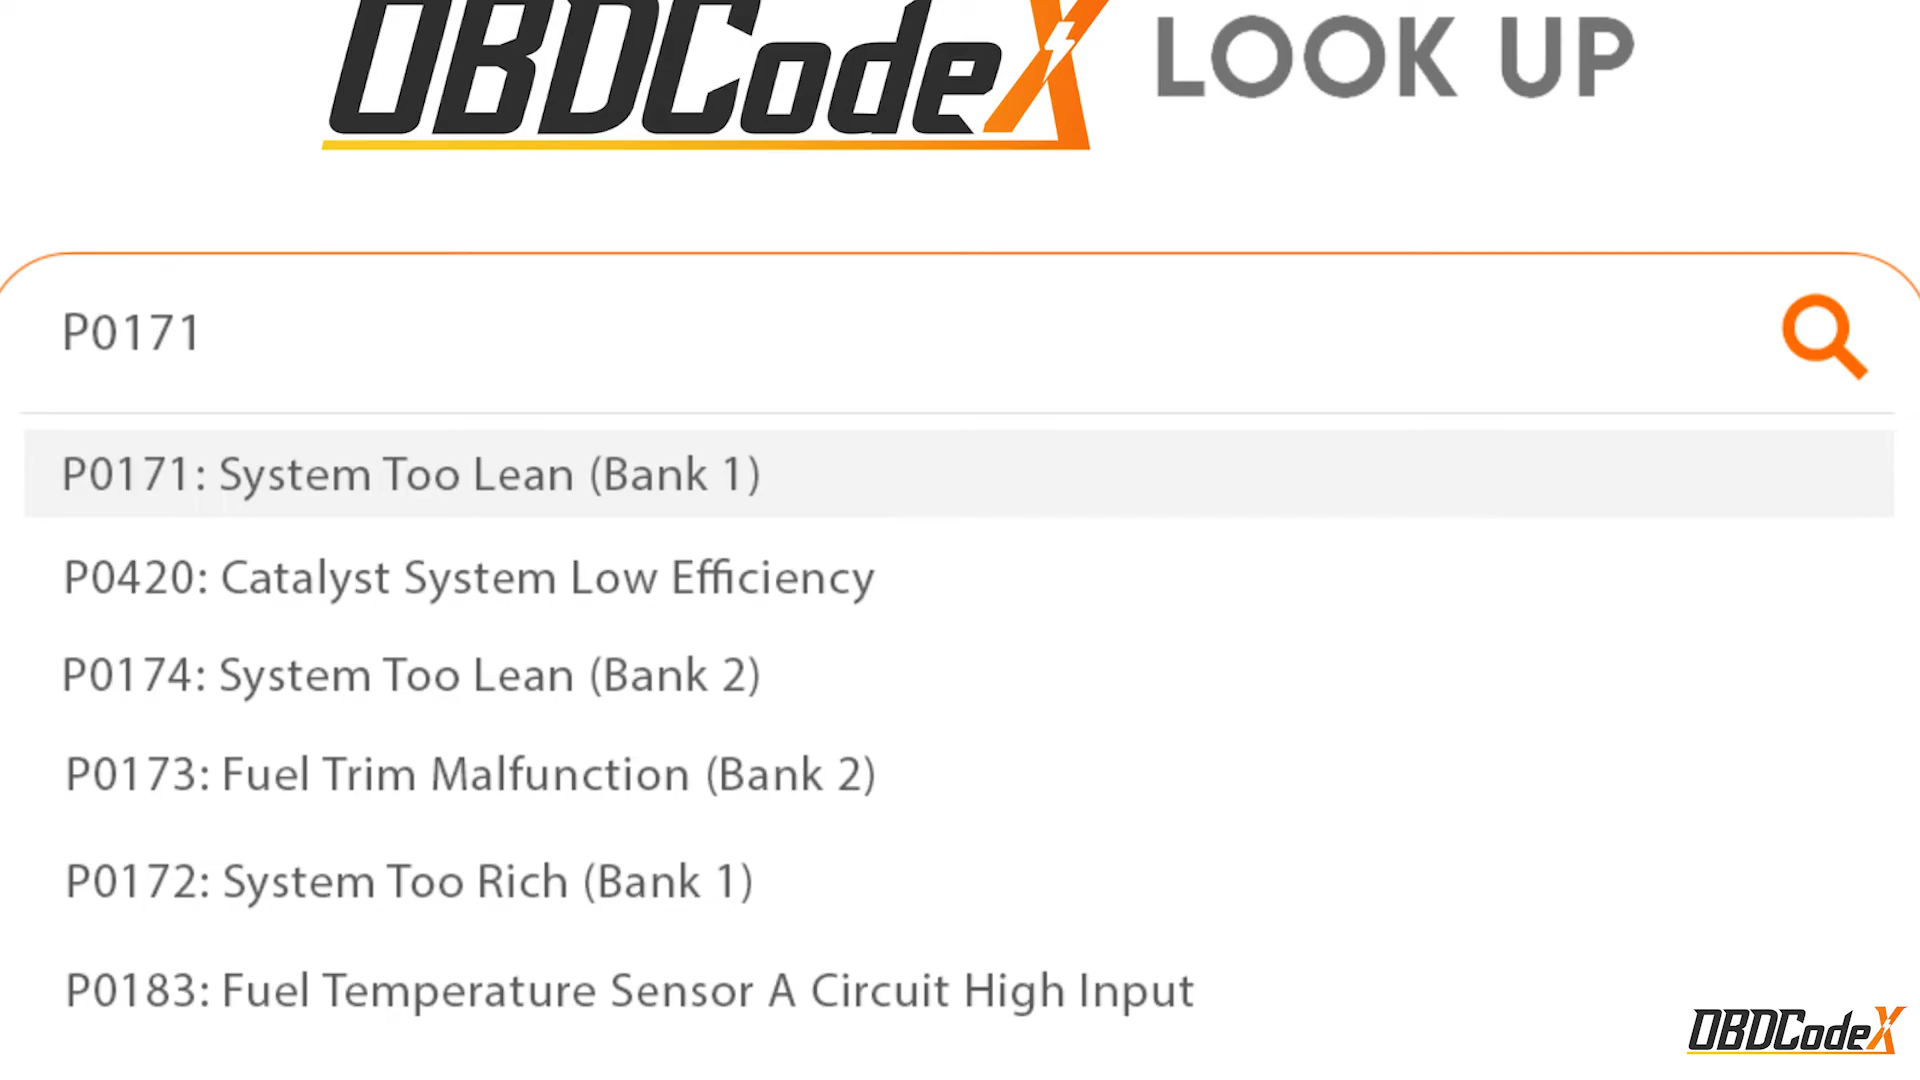 OBDCodeX LOOK UP
P0171
P0171: System Too Lean (Bank 1)
P0420: Catalyst System Low Efficiency
P0174: System Too Lean (Bank 2)
P0173: Fuel Trim Malfunction (Bank 2)
P0172: System Too Rich (Bank 1)
P0183: Fuel Temperature Sensor A Circuit High Input
OBDCodeX